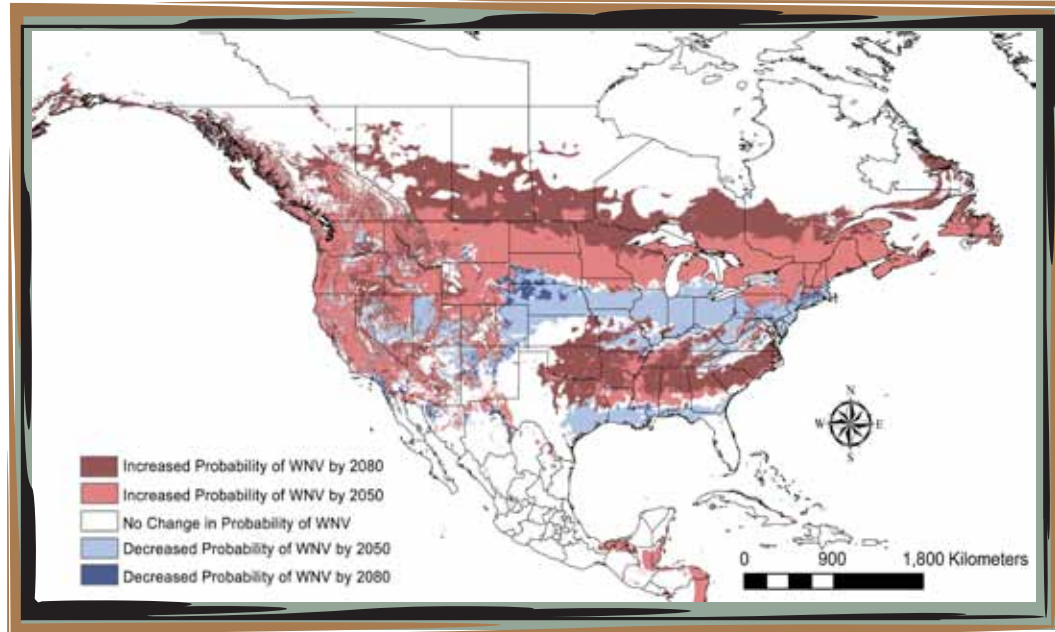 N
W E
S
Increased Probability of WNV by 2080
Increased Probability of WNV by 2050
No Change in Probability of WNV
Decreased Probability of WNV by 2050
Decreased Probability of WNV by 2080
0 900 1,800 Kilometers